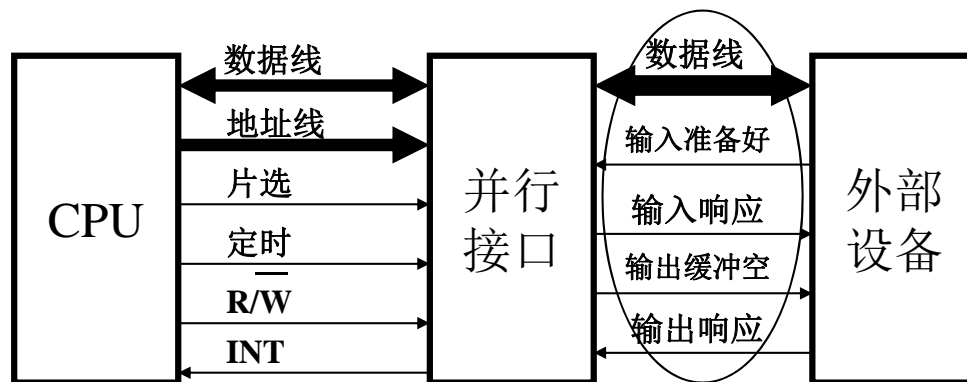 CPU
数据线
地址线
片选
定时
R/W̅
INT
并行
接口
数据线
输入准备好
输入响应
输出缓冲空
输出响应
外部
设备